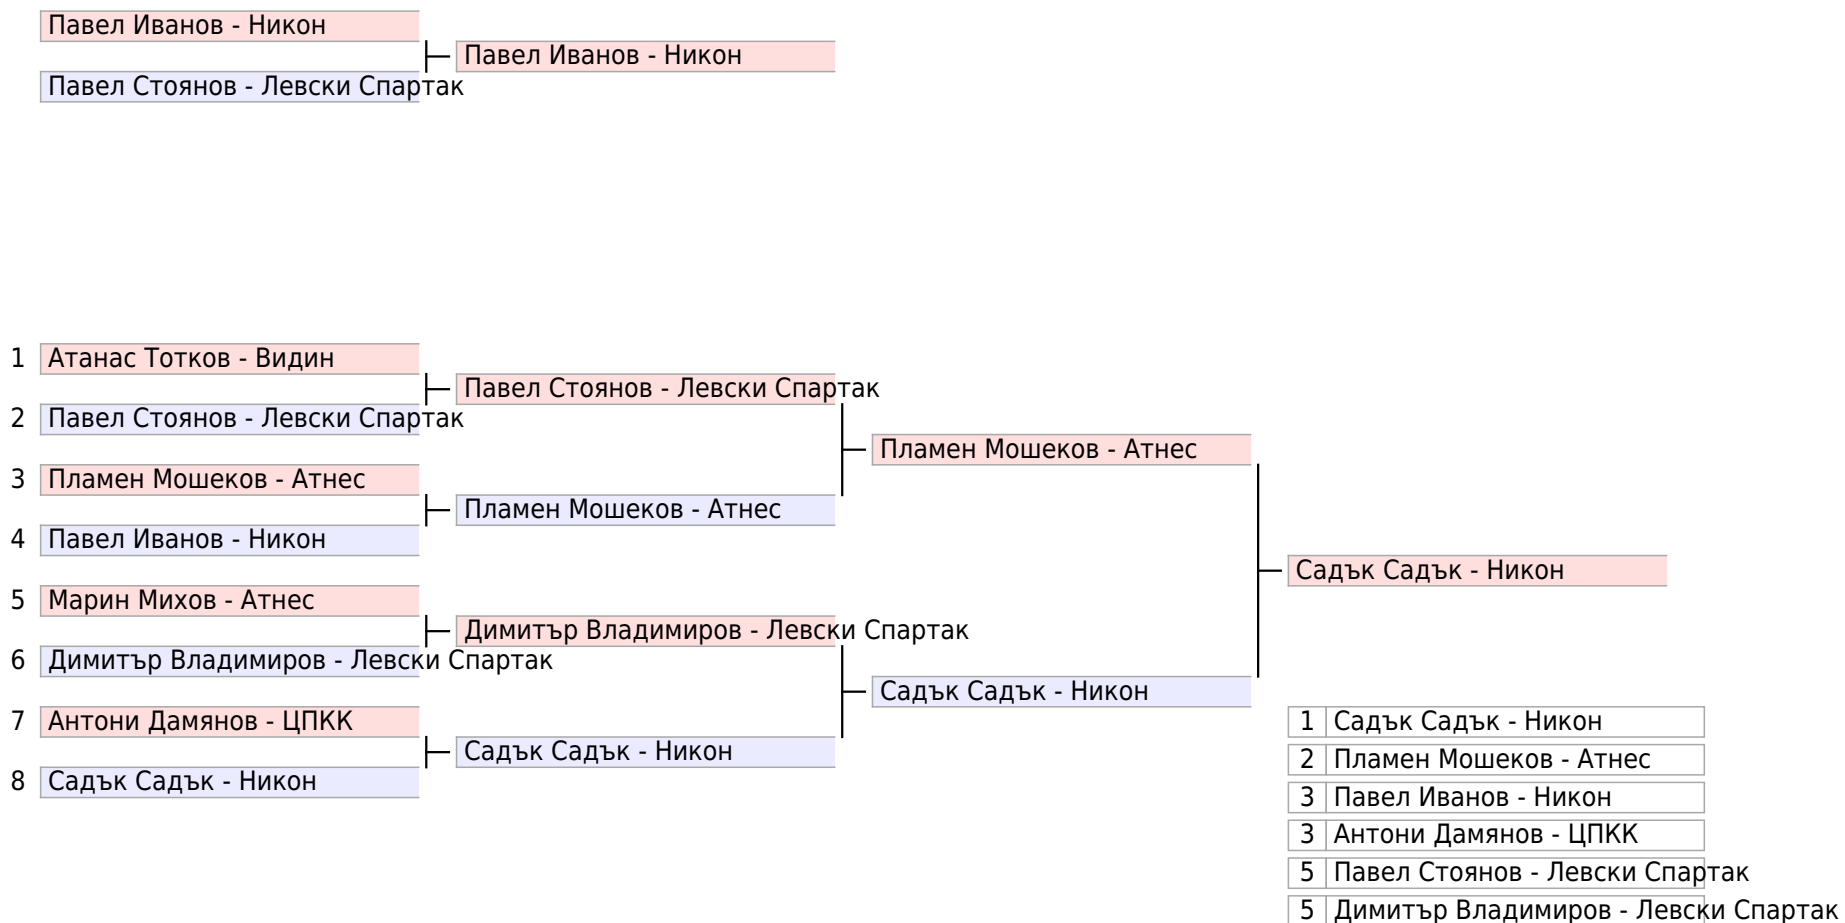 Павел Иванов - Никон
Павел Иванов - Никон
Павел Стоянов - Левски Спартак
1 Атанас Тотков - Видин
Павел Стоянов - Левски Спартак
2 Павел Стоянов - Левски Спартак
Пламен Мошеков - Атнес
3 Пламен Мошеков - Атнес
Пламен Мошеков - Атнес
4 Павел Иванов - Никон
Садък Садък - Никон
5 Марин Михов - Атнес
Димитър Владимиров - Левски Спартак
6 Димитър Владимиров - Левски Спартак
Садък Садък - Никон
7 Антони Дамянов - ЦПКК
Садък Садък - Никон
8 Садък Садък - Никон
1 Садък Садък - Никон
2 Пламен Мошеков - Атнес
3 Павел Иванов - Никон
3 Антони Дамянов - ЦПКК
5 Павел Стоянов - Левски Спартак
5 Димитър Владимиров - Левски Спартак